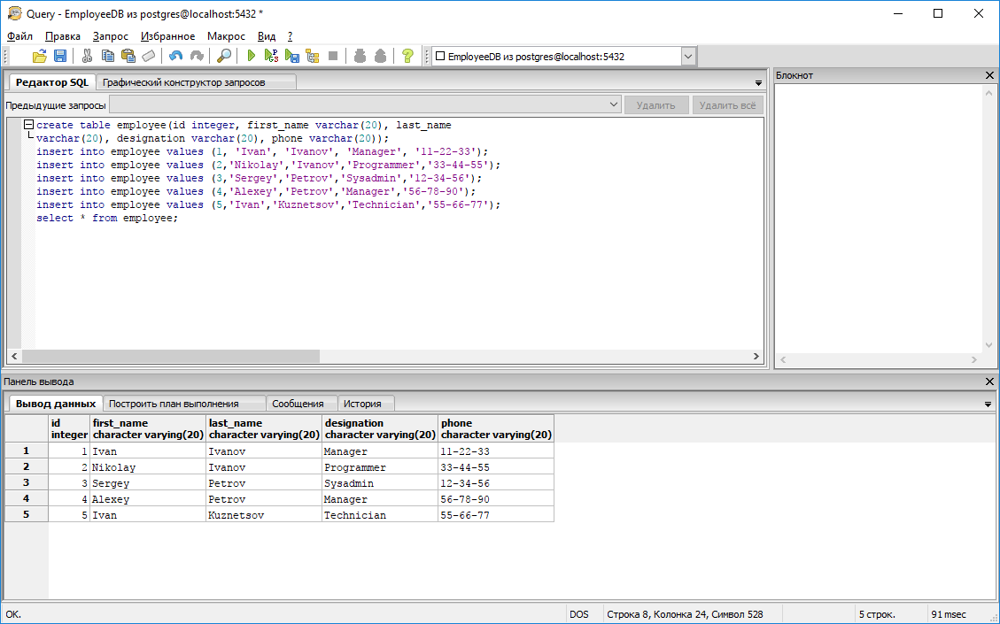 Query - EmployeeDB из postgres@localhost:5432 *
Файл Правка Запрос Избранное Макрос Вид ?
EmployeeDB из postgres@localhost:5432
Редактор SQL Графический конструктор запросов
Предыдущие запросы Удалить Удалить всё
create table employee(id integer, first_name varchar(20), last_name
varchar(20), designation varchar(20), phone varchar(20));
insert into employee values (1, 'Ivan', 'Ivanov', 'Manager', '11-22-33');
insert into employee values (2,'Nikolay','Ivanov','Programmer','33-44-55');
insert into employee values (3,'Sergey','Petrov','Sysadmin','12-34-56');
insert into employee values (4,'Alexey','Petrov','Manager','56-78-90');
insert into employee values (5,'Ivan','Kuznetsov','Technician','55-66-77');
select * from employee;
Блокнот
Панель вывода
Вывод данных Построить план выполнения Сообщения История
id first_name last_name designation phone
integer character varying(20) character varying(20) character varying(20) character varying(20)
1 1 Ivan Ivanov Manager 11-22-33
2 2 Nikolay Ivanov Programmer 33-44-55
3 3 Sergey Petrov Sysadmin 12-34-56
4 4 Alexey Petrov Manager 56-78-90
5 5 Ivan Kuznetsov Technician 55-66-77
OK. DOS Строка 8, Колонка 24, Символ 528 5 строк. 91 msec